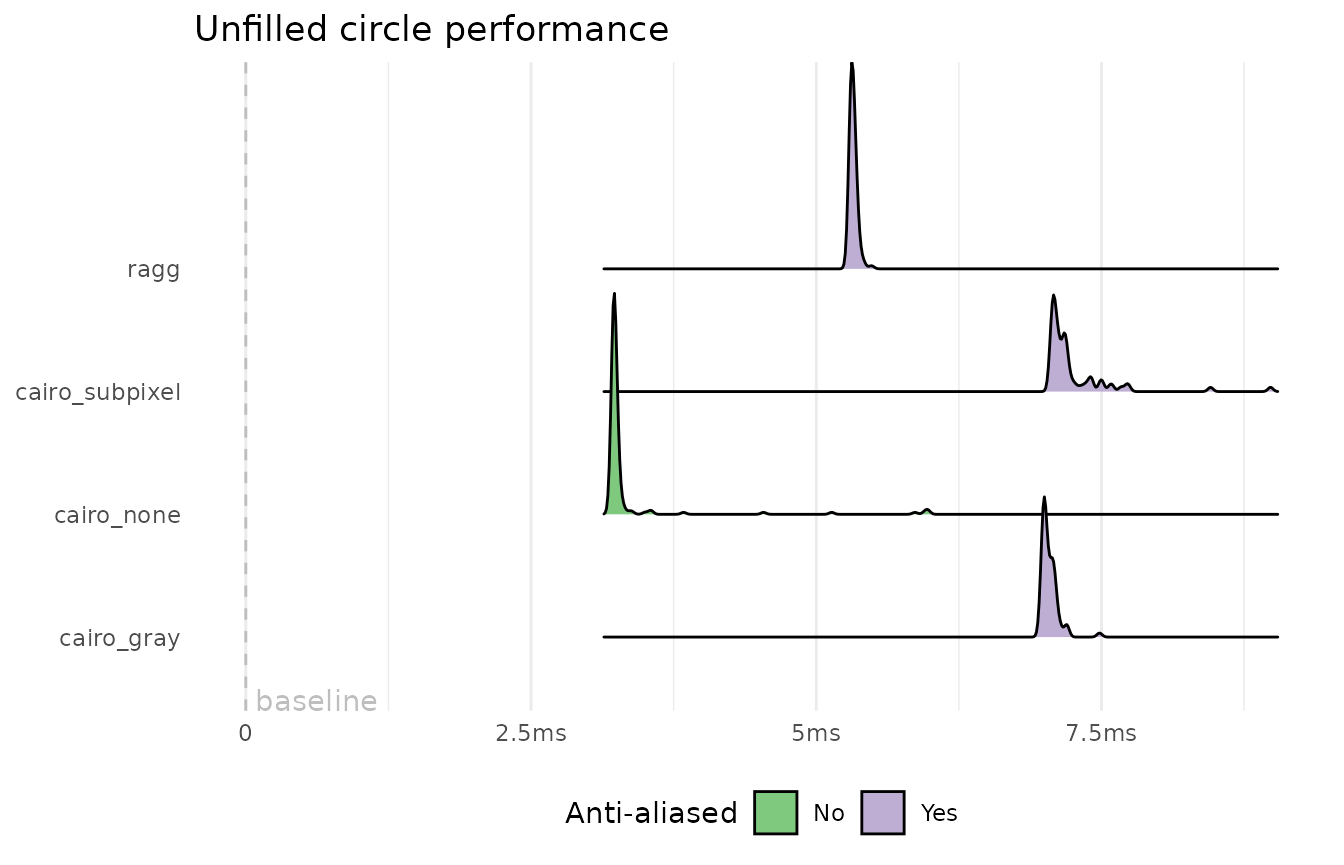 Unfilled circle performance
ragg
cairo_subpixel
cairo_none
cairo_gray
baseline
0 2.5ms 5ms 7.5ms
Anti-aliased No Yes